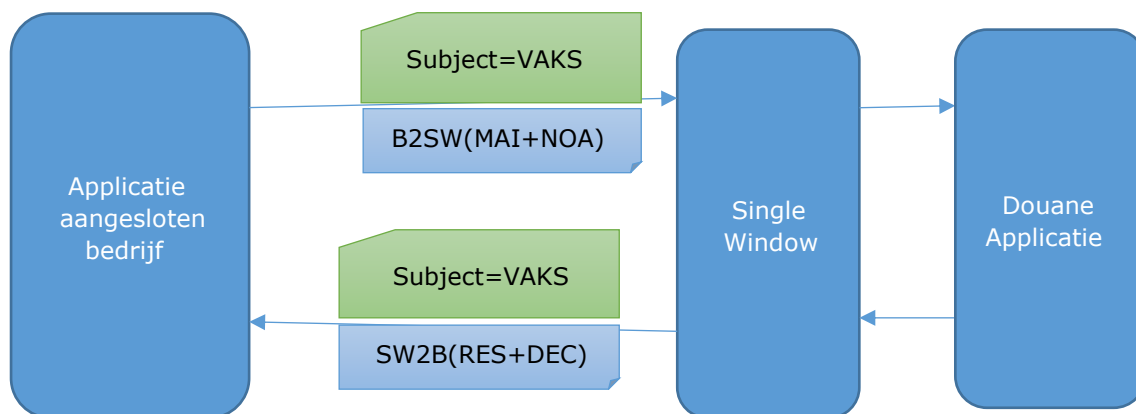 Subject=VAKS
B2SW(MAI+NOA)
Applicatie
aangesloten
bedrijf
Single
Window
Douane
Applicatie
Subject=VAKS
SW2B(RES+DEC)